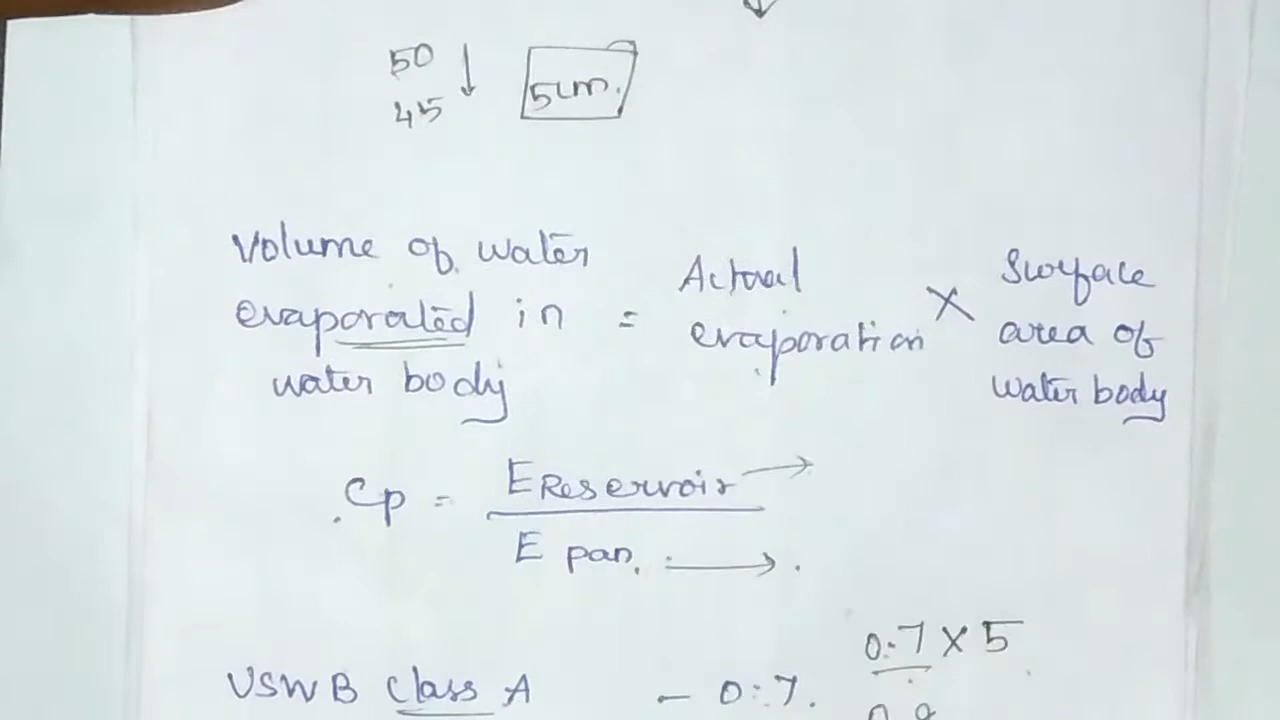 50
45
5cm.
Volume of water evaporated in water body = Actual evaporation X Surface area of water body
Cp = E Reservoir / E pan.
0.7 X 5
USWB Class A - 0.7.